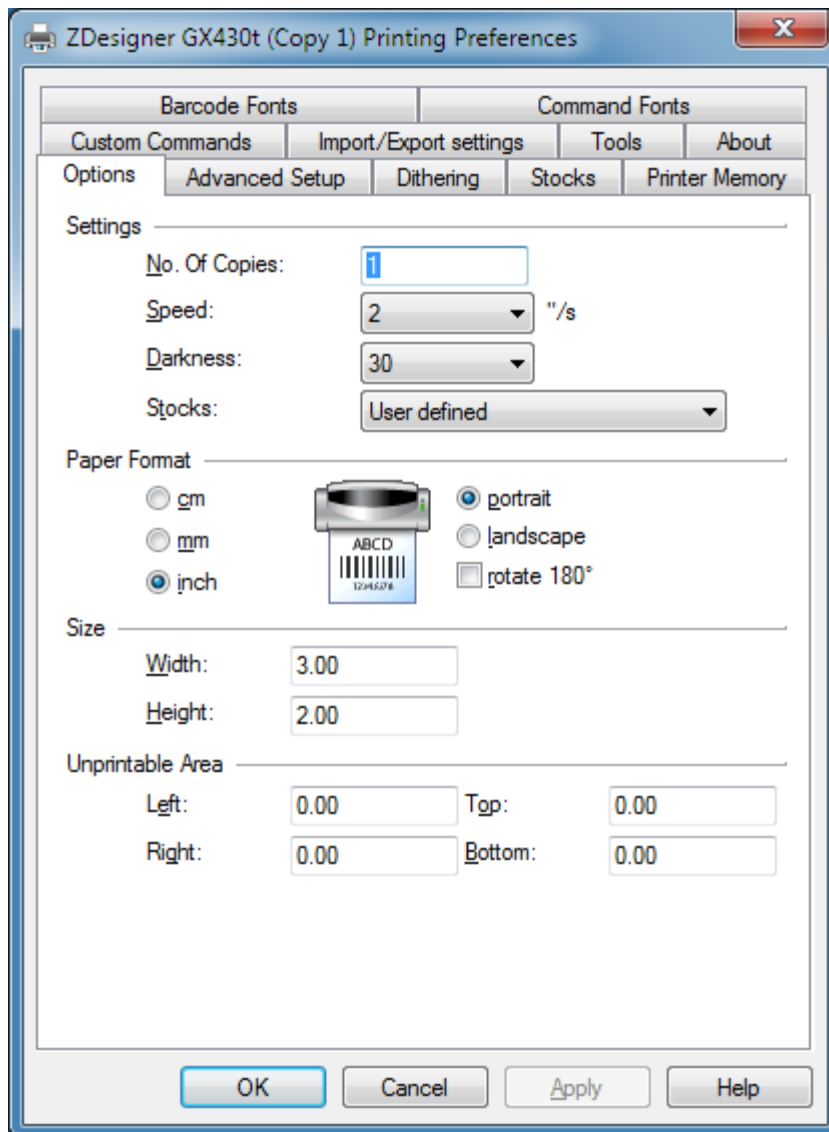 ZDesigner GX430t (Copy 1) Printing Preferences
Barcode Fonts Command Fonts
Custom Commands Import/Export settings Tools About
Options Advanced Setup Dithering Stocks Printer Memory
Settings
No. Of Copies: 1
Speed: 2 "/s
Darkness: 30
Stocks: User defined
Paper Format
cm portrait
mm landscape
inch rotate 180°
ABCD
12345678
Size
Width: 3.00
Height: 2.00
Unprintable Area
Left: 0.00 Top: 0.00
Right: 0.00 Bottom: 0.00
OK Cancel Apply Help